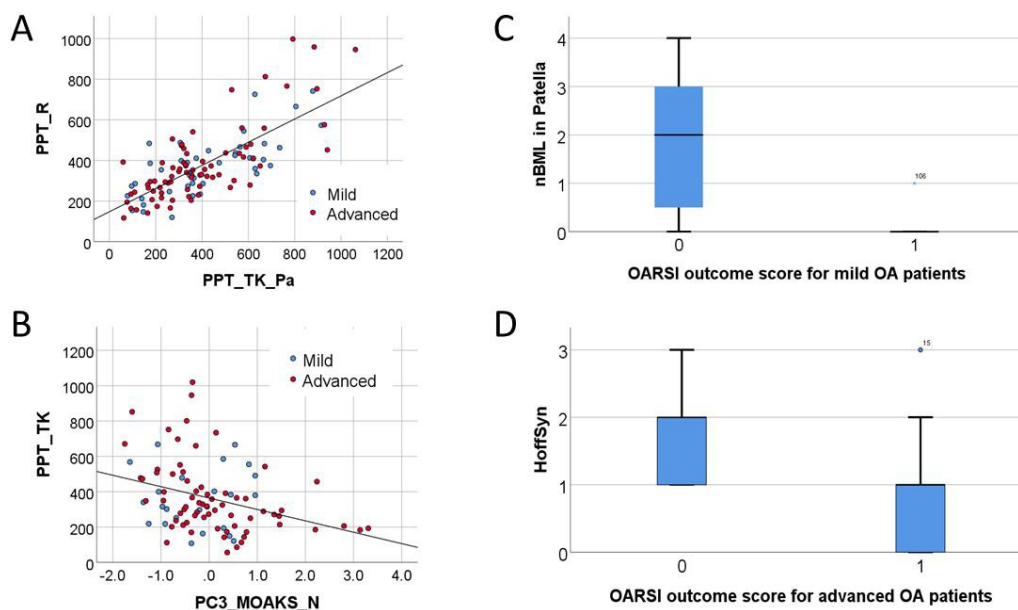 A
1000
800
600
400
200
0
PPT_R
Mild
Advanced
0 200 400 600 800 1000 1200
PPT_TK_Pa
B
1200
1000
800
600
400
200
0
PPT_TK
Mild
Advanced
-2.0 -1.0 .0 1.0 2.0 3.0 4.0
PC3_MOAKS_N
C
4
3
2
1
0
nBML in Patella
106
0 1
OARSI outcome score for mild OA patients
D
3
2
1
0
HoffSyn
15
0 1
OARSI outcome score for advanced OA patients